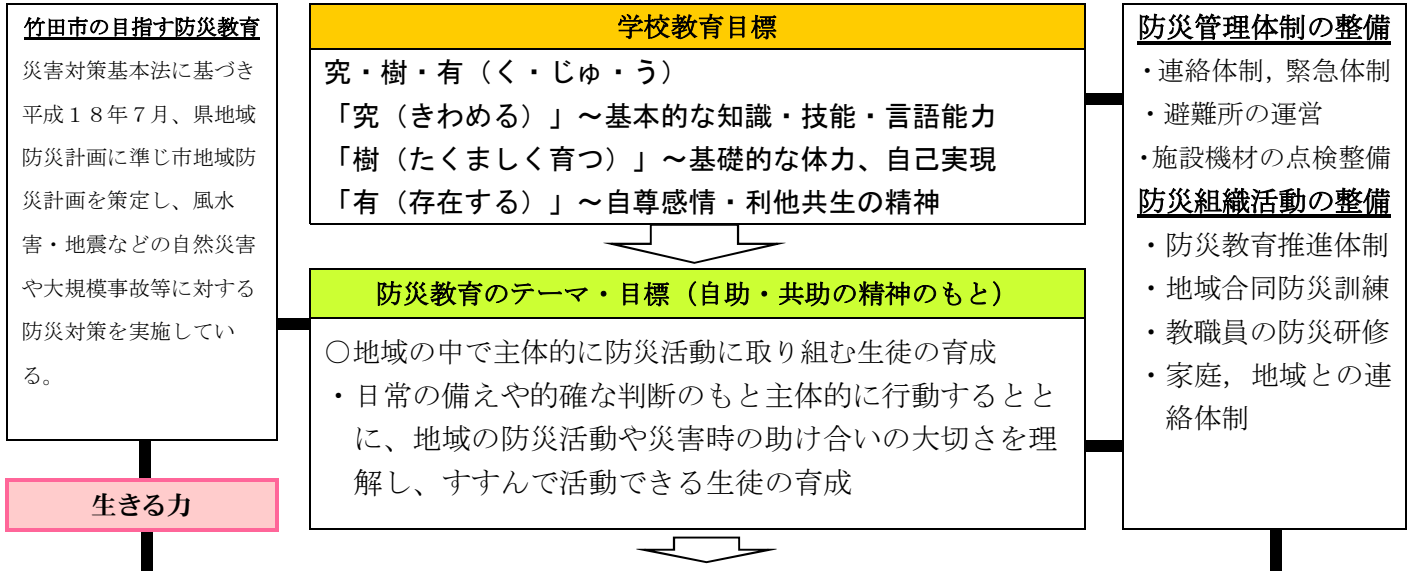 竹田市の目指す防災教育
災害対策基本法に基づき
平成１８年７月、県地域
防災計画に準じ市地域防
災計画を策定し、風水
害・地震などの自然災害
や大規模事故等に対する
防災対策を実施してい
る。
生きる力
学校教育目標
究・樹・有（く・じゅ・う）
「究（きわめる）」～基本的な知識・技能・言語能力
「樹（たくましく育つ）」～基礎的な体力、自己実現
「有（存在する）」～自尊感情・利他共生の精神
防災教育のテーマ・目標（自助・共助の精神のもと）
○地域の中で主体的に防災活動に取り組む生徒の育成
・日常の備えや的確な判断のもと主体的に行動するとと
に、地域の防災活動や災害時の助け合いの大切さを理
解し、すすんで活動できる生徒の育成
防災管理体制の整備
・連絡体制，緊急体制
・避難所の運営
・施設機材の点検整備
防災組織活動の整備
・防災教育推進体制
・地域合同防災訓練
・教職員の防災研修
・家庭，地域との連
絡体制